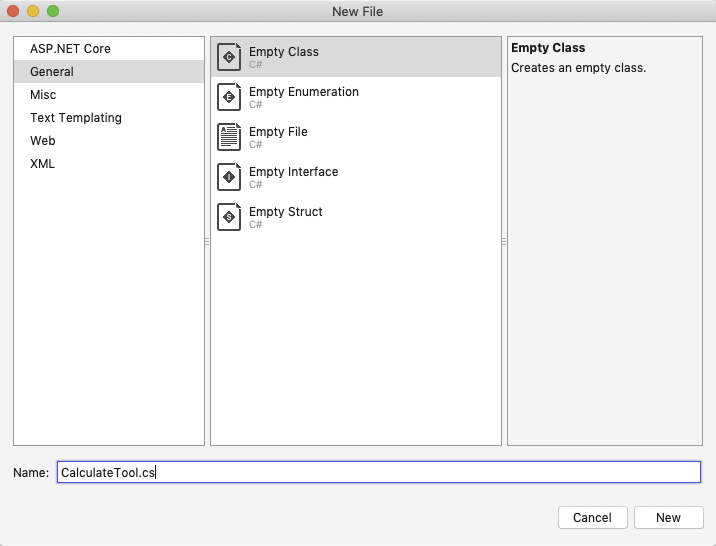 New File
ASP.NET Core
General
Misc
Text Templating
Web
XML
Empty Class
C#
Empty Enumeration
C#
Empty File
C#
Empty Interface
C#
Empty Struct
C#
Empty Class
Creates an empty class.
Name: CalculateTool.cs
Cancel New